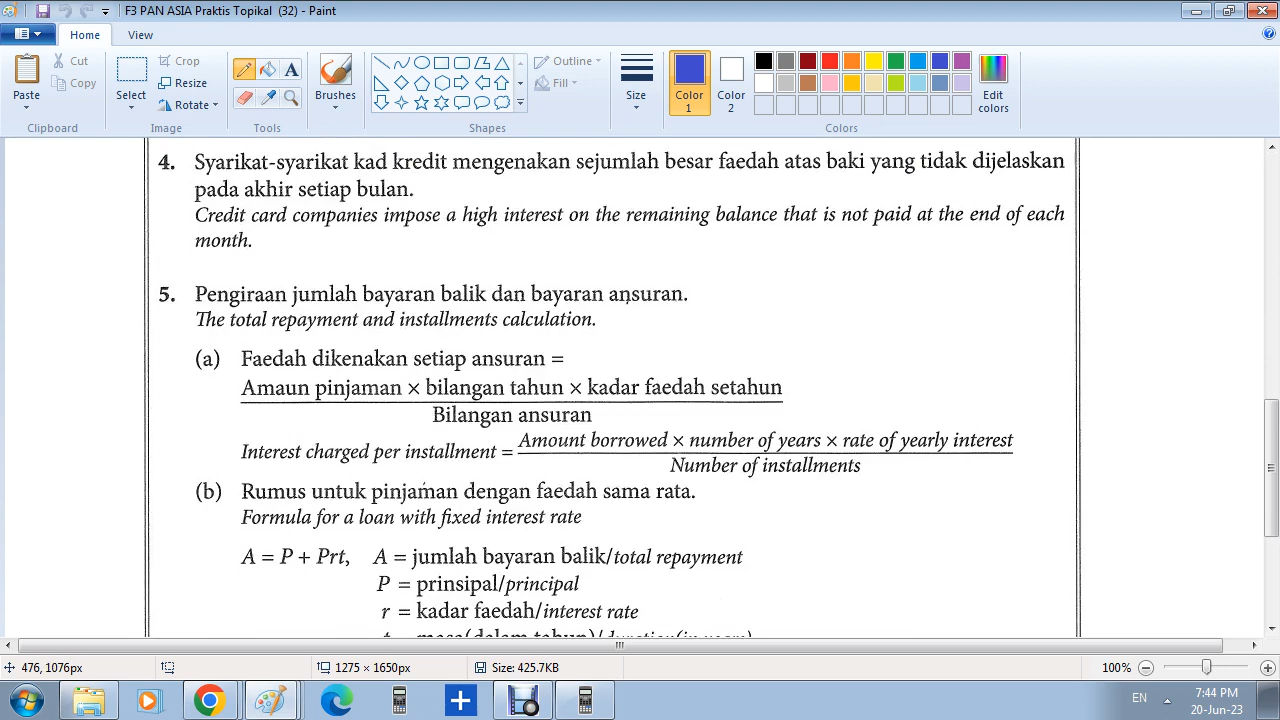 F3 PAN ASIA Praktis Topikal (32) - Paint
Home View
Paste
Cut
Copy
Clipboard
Select
Crop
Resize
Rotate
Image
Tools
Brushes
Shapes
Outline
Fill
Size
Color 1
Color 2
Edit colors
Colors
4. Syarikat-syarikat kad kredit mengenakan sejumlah besar faedah atas baki yang tidak dijelaskan
pada akhir setiap bulan.
Credit card companies impose a high interest on the remaining balance that is not paid at the end of each
month.
5. Pengiraan jumlah bayaran balik dan bayaran ansuran.
The total repayment and installments calculation.
(a) Faedah dikenakan setiap ansuran =
Amaun pinjaman × bilangan tahun × kadar faedah setahun
Bilangan ansuran
Interest charged per installment = Amount borrowed × number of years × rate of yearly interest
Number of installments
(b) Rumus untuk pinjaman dengan faedah sama rata.
Formula for a loan with fixed interest rate
A = P + Prt, A = jumlah bayaran balik/total repayment
P = prinsipal/principal
r = kadar faedah/interest rate
t = masa(dalam tahun)/duration(in years)
476, 1076px
1275 × 1650px
Size: 425.7KB
100%
EN
7:44 PM
20-Jun-23